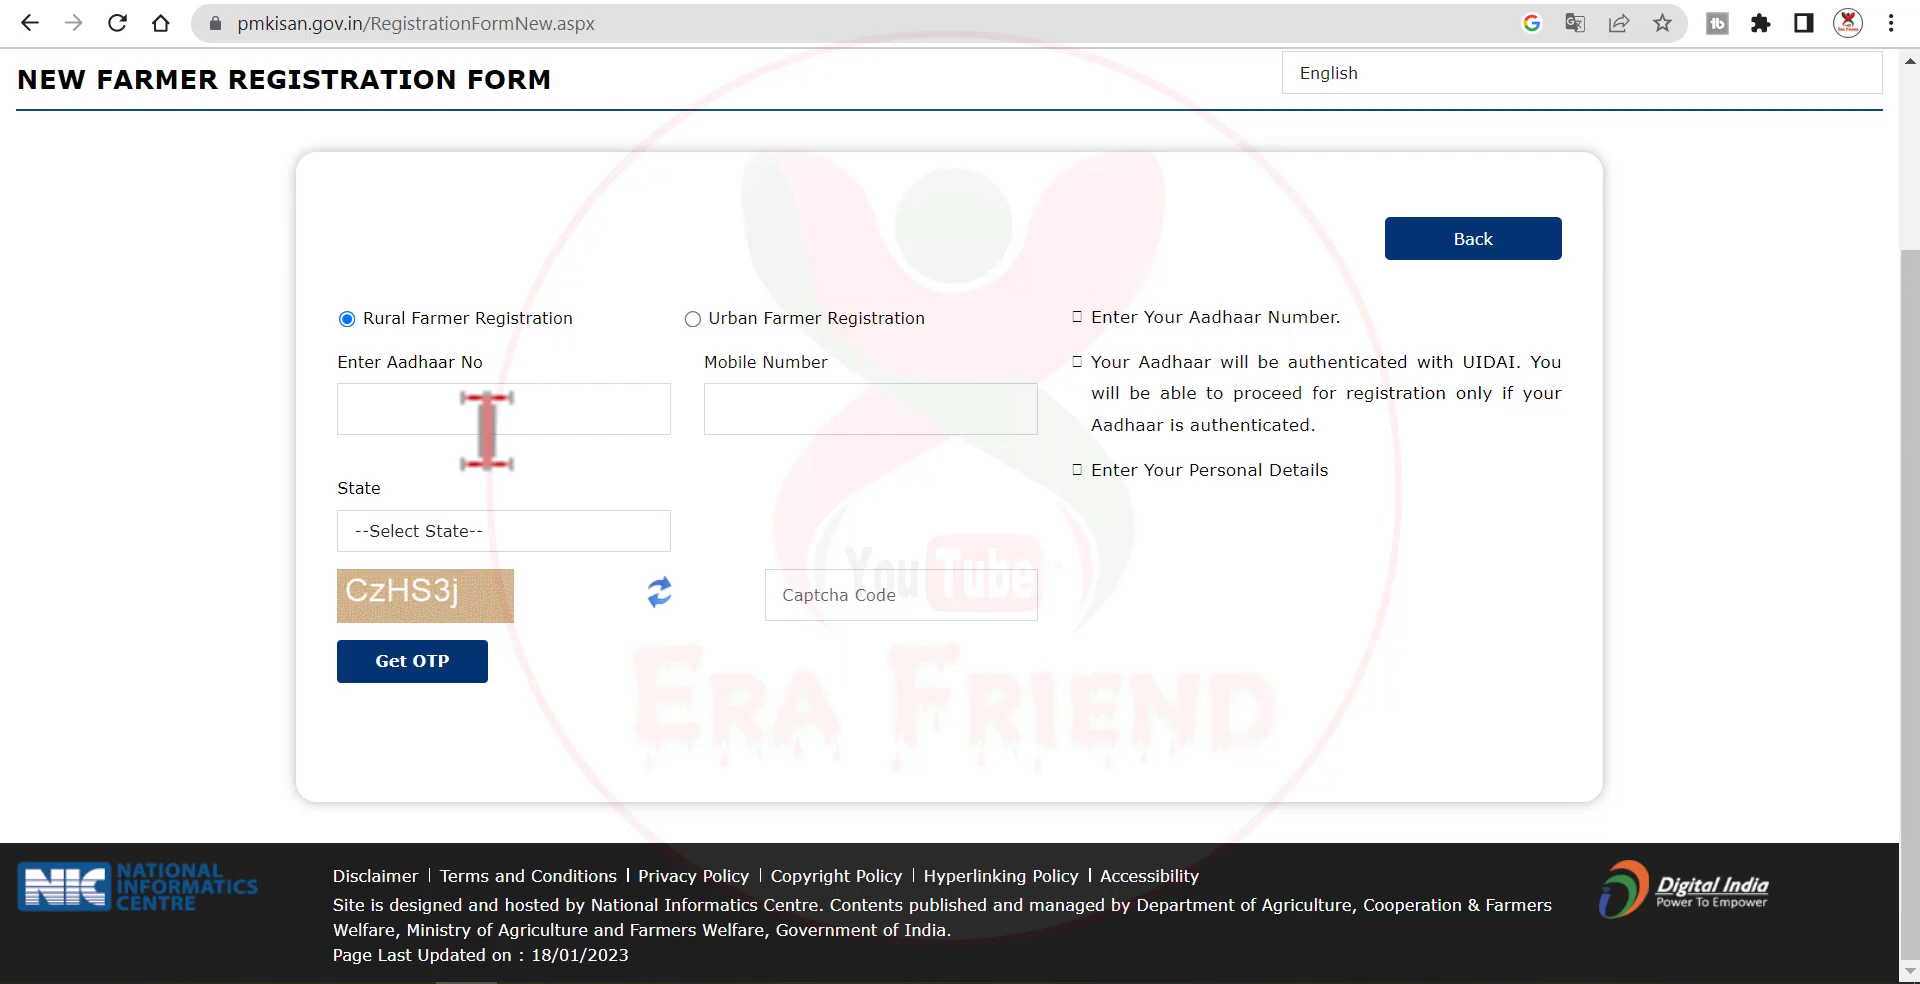 pmkisan.gov.in/RegistrationFormNew.aspx
NEW FARMER REGISTRATION FORM
English
Back
Rural Farmer Registration
Urban Farmer Registration
Enter Aadhaar No
Mobile Number
State
--Select State--
CzHS3j
Captcha Code
Get OTP
Enter Your Aadhaar Number.
Your Aadhaar will be authenticated with UIDAI. You
will be able to proceed for registration only if your
Aadhaar is authenticated.
Enter Your Personal Details
YouTube
ERA FRIEND
NIC NATIONAL
INFORMATICS
CENTRE
Disclaimer | Terms and Conditions | Privacy Policy | Copyright Policy | Hyperlinking Policy | Accessibility
Site is designed and hosted by National Informatics Centre. Contents published and managed by Department of Agriculture, Cooperation & Farmers
Welfare, Ministry of Agriculture and Farmers Welfare, Government of India.
Page Last Updated on : 18/01/2023
Digital India
Power To Empower